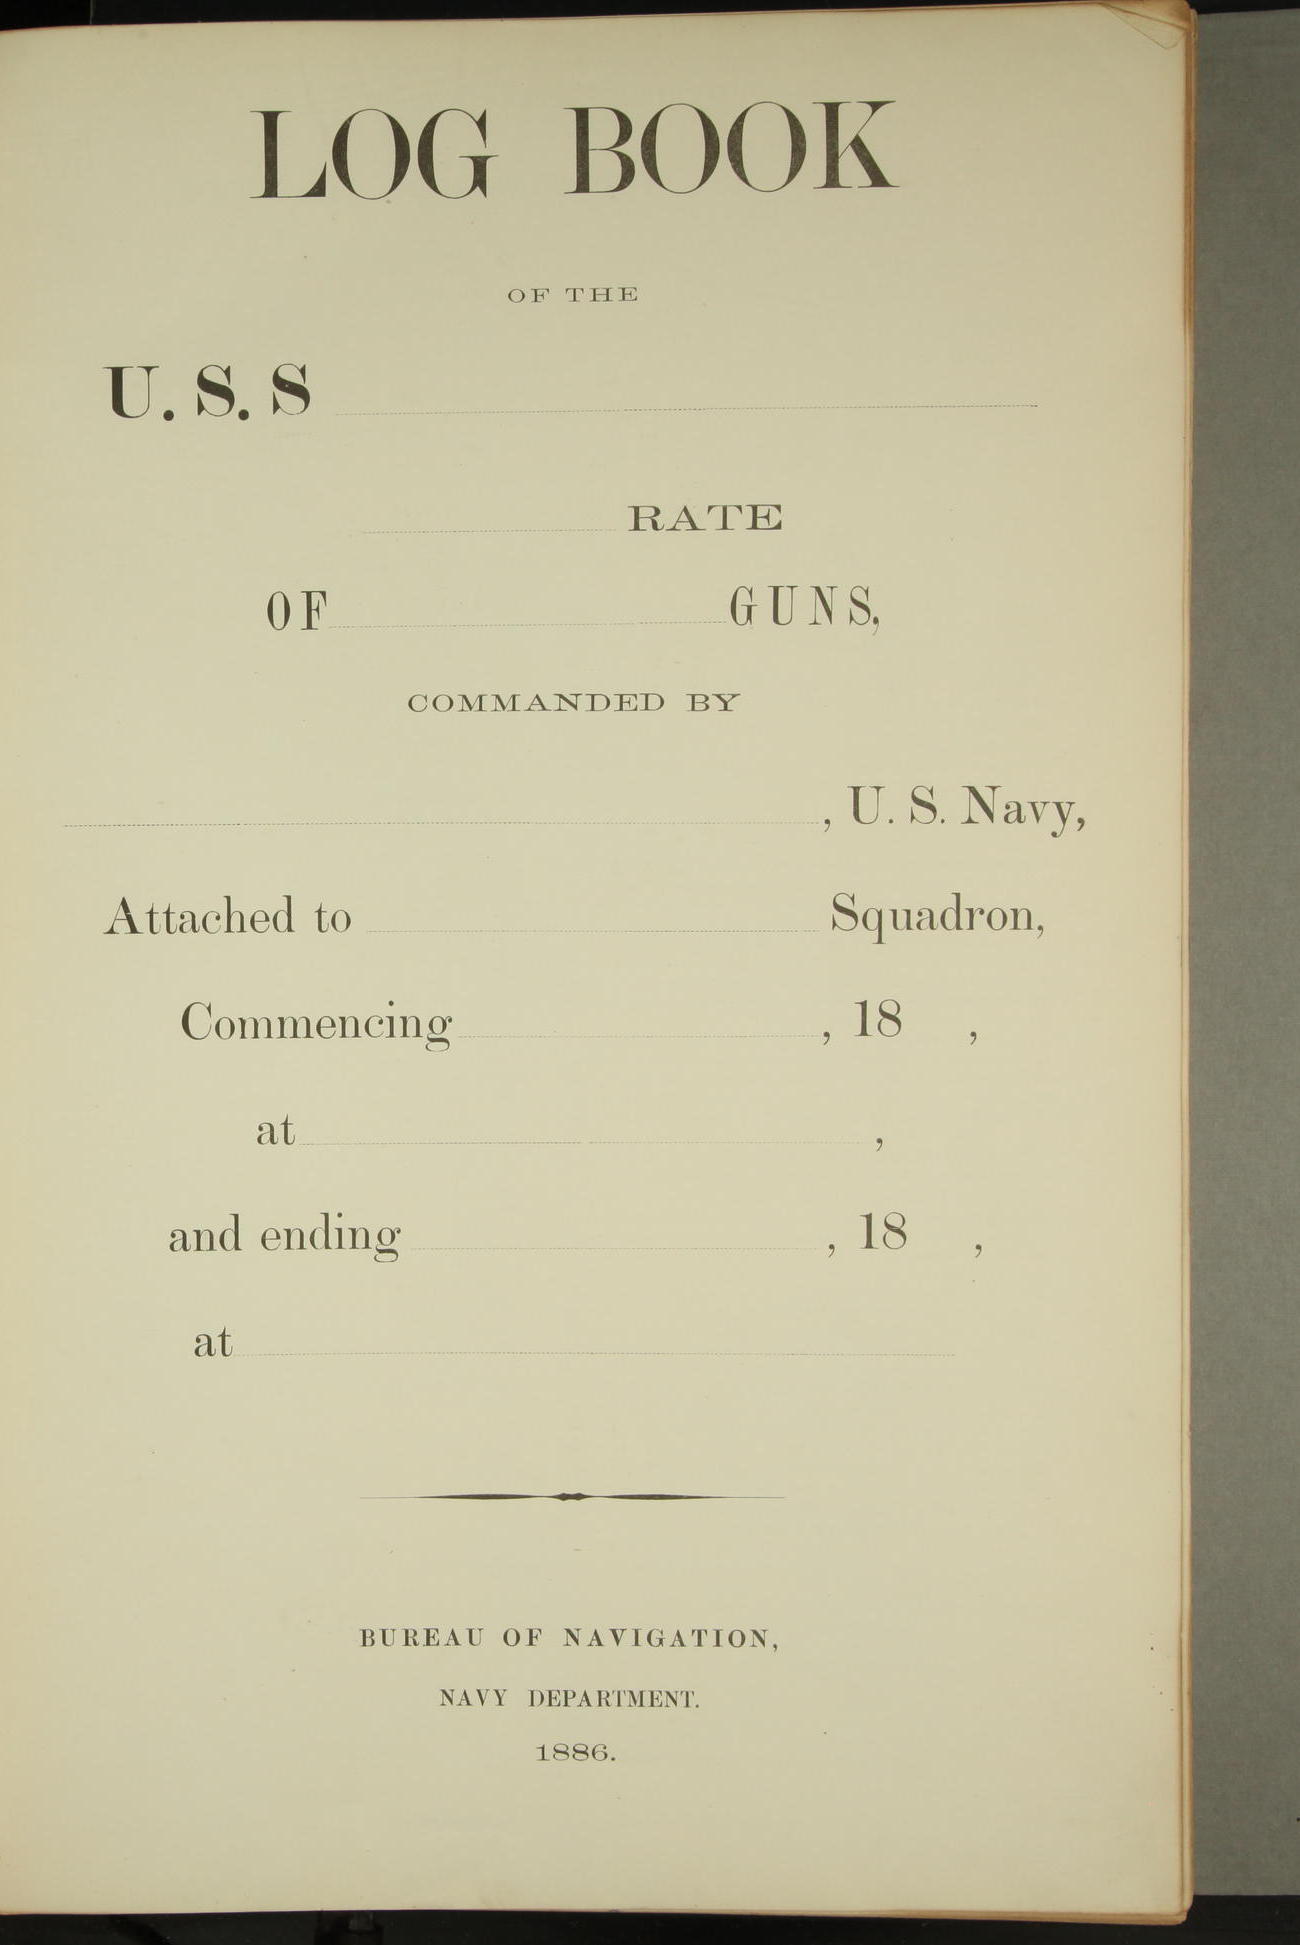 LOG BOOK
OF THE
U. S. S
RATE
OF GUNS,
COMMANDED BY
, U. S. Navy,
Attached to Squadron,
Commencing , 18 ,
at ,
and ending , 18 ,
at
BUREAU OF NAVIGATION,
NAVY DEPARTMENT.
1886.